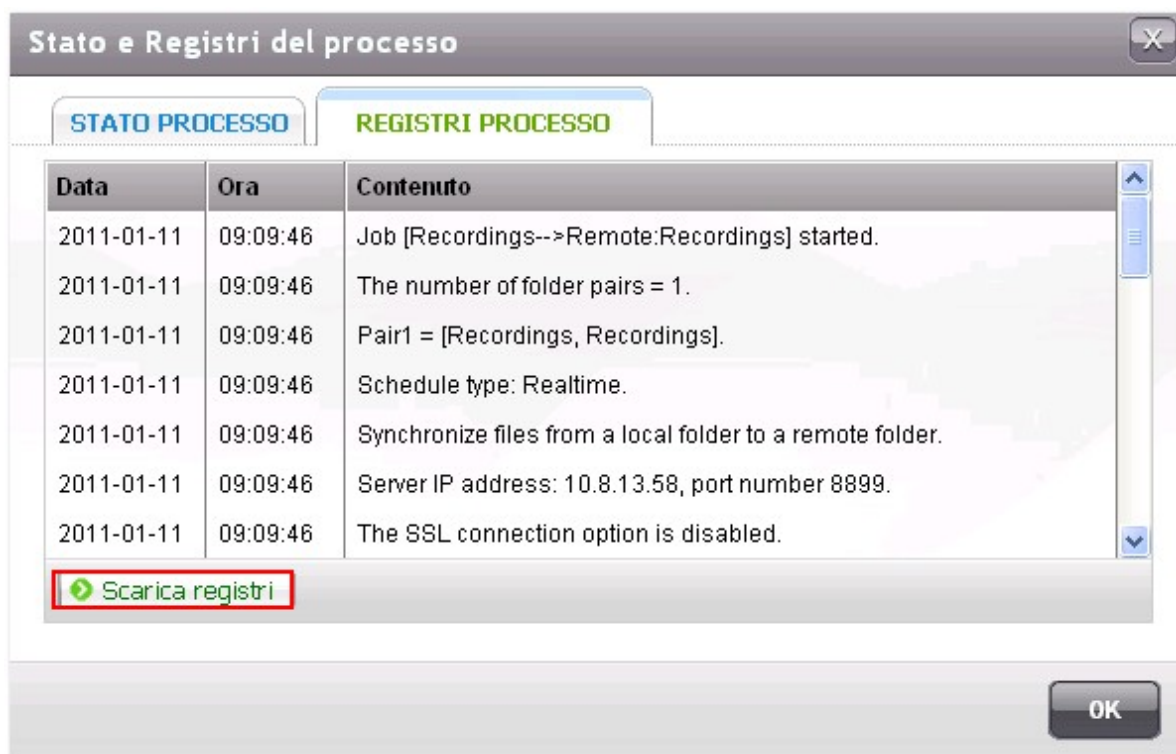 Stato e Registri del processo
X
STATO PROCESSO REGISTRI PROCESSO
Data Ora Contenuto
2011-01-11 09:09:46 Job [Recordings-->Remote:Recordings] started.
2011-01-11 09:09:46 The number of folder pairs = 1.
2011-01-11 09:09:46 Pair1 = [Recordings, Recordings].
2011-01-11 09:09:46 Schedule type: Realtime.
2011-01-11 09:09:46 Synchronize files from a local folder to a remote folder.
2011-01-11 09:09:46 Server IP address: 10.8.13.58, port number 8899.
2011-01-11 09:09:46 The SSL connection option is disabled.
Scarica registri
OK